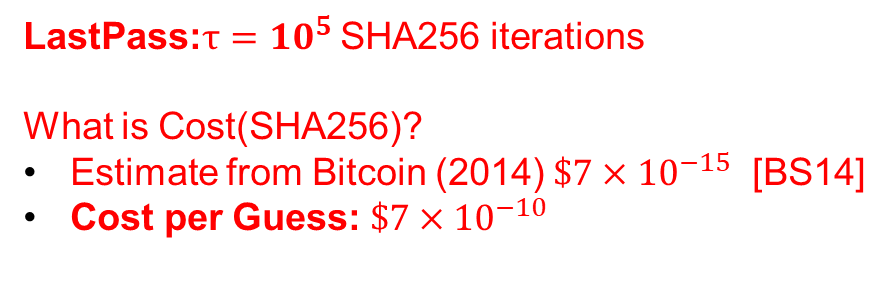 LastPass:τ = 10⁵ SHA256 iterations
What is Cost(SHA256)?
• Estimate from Bitcoin (2014) $7 × 10⁻¹⁵ [BS14]
• Cost per Guess: $7 × 10⁻¹⁰